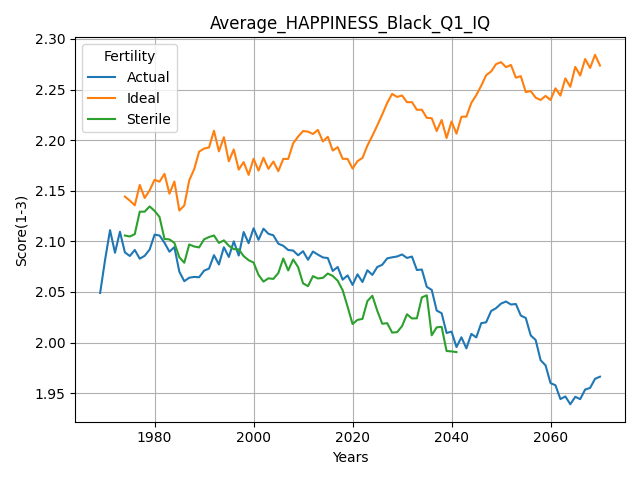 Average_HAPPINESS_Black_Q1_IQ
Score(1-3)
2.30
2.25
2.20
2.15
2.10
2.05
2.00
1.95
Fertility
Actual
Ideal
Sterile
1980
2000
2020
2040
2060
Years